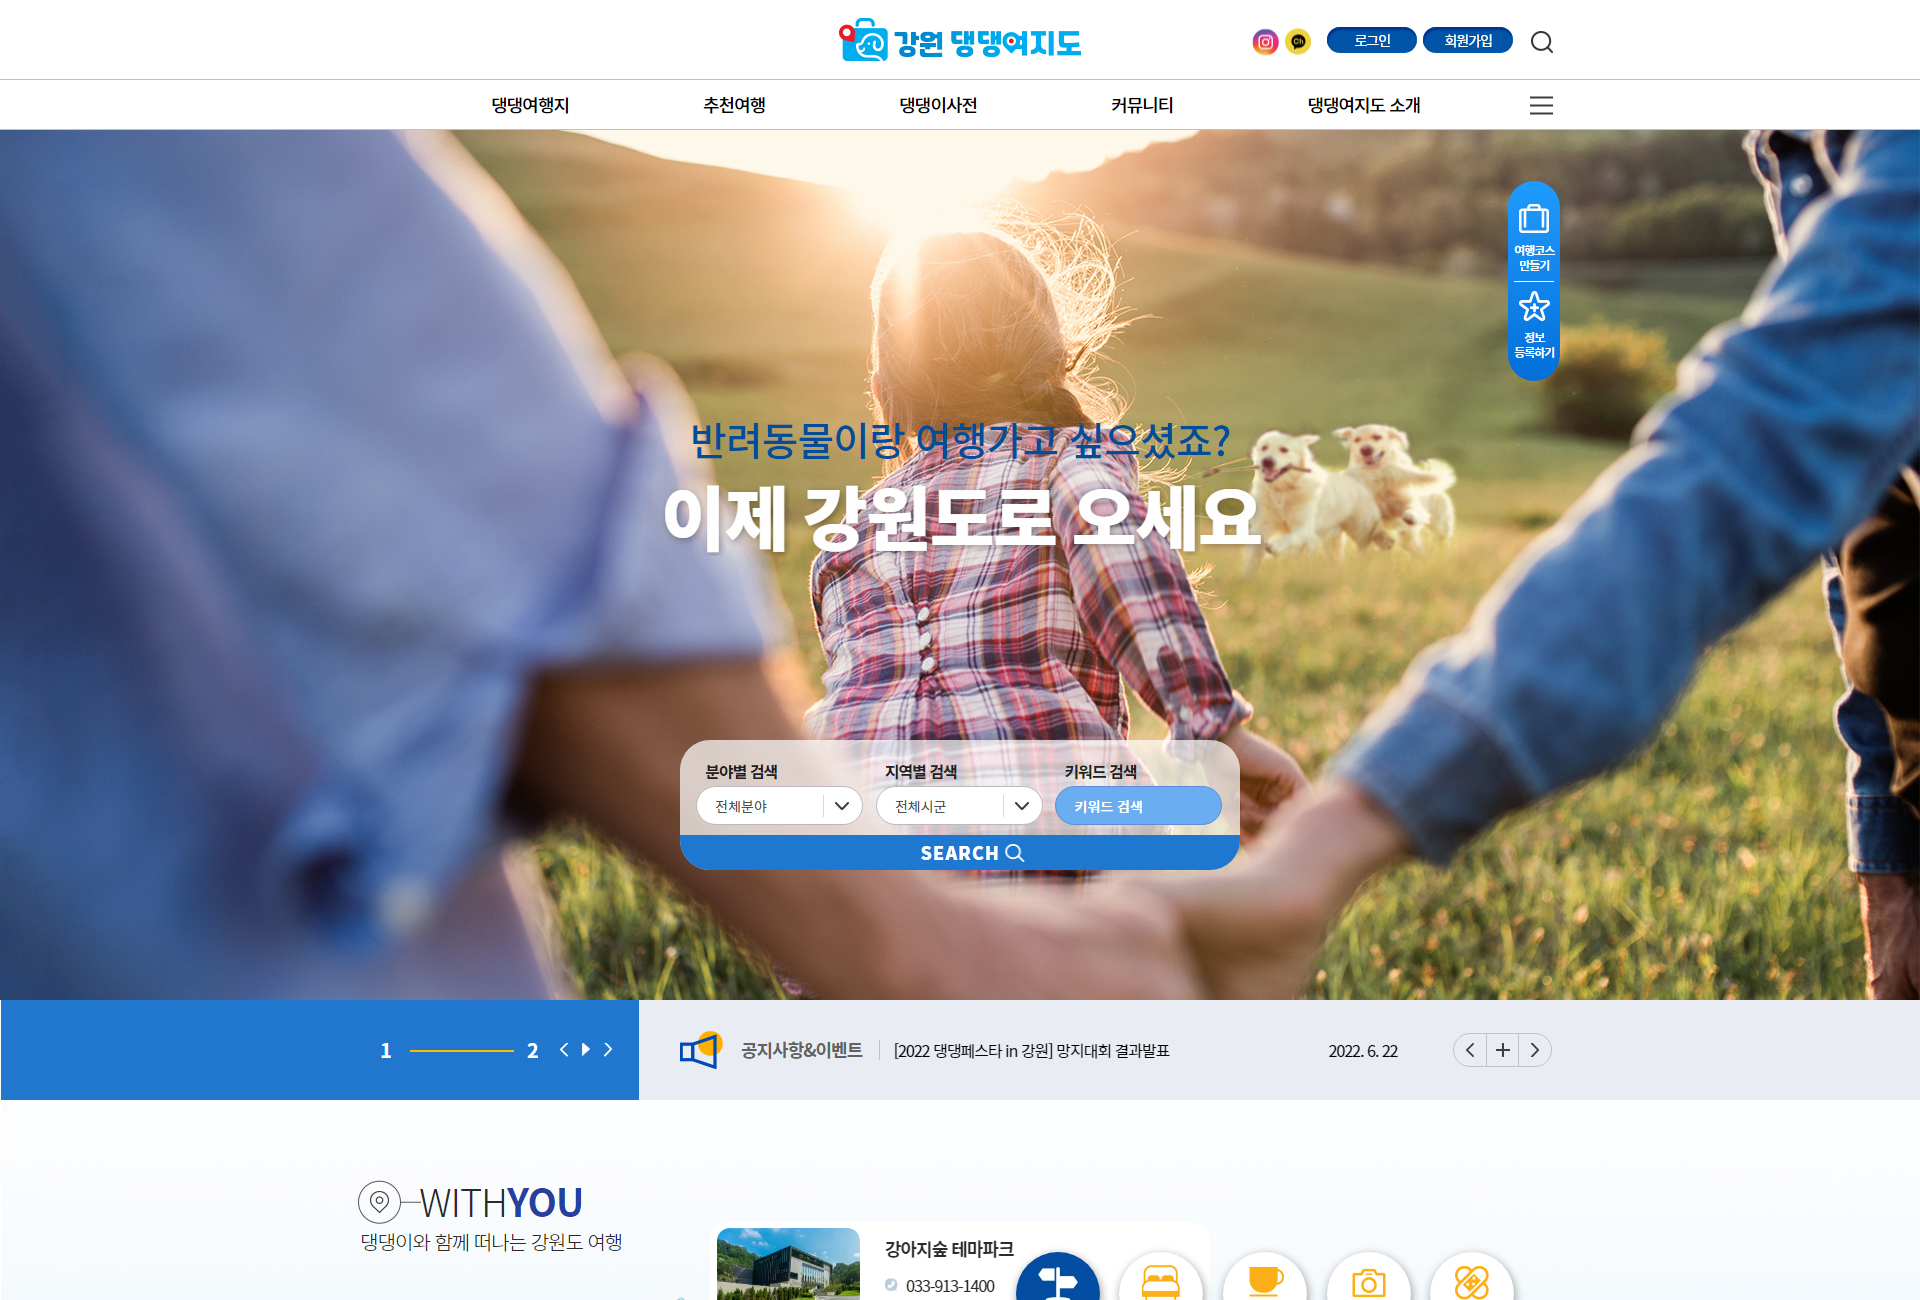 강원 댕댕여지도
Ch
로그인
회원가입
댕댕여행지
추천여행
댕댕이사전
커뮤니티
댕댕여지도 소개
여행코스
만들기
정보
등록하기
반려동물이랑 여행가고 싶으셨죠?
이제 강원도로 오세요
분야별 검색
지역별 검색
키워드 검색
전체분야
전체시군
키워드 검색
SEARCH
1
2
공지사항&이벤트
[2022 댕댕페스타 in 강원] 망지대회 결과발표
2022. 6. 22
WITHYOU
댕댕이와 함께 떠나는 강원도 여행
강아지숲 테마파크
033-913-1400